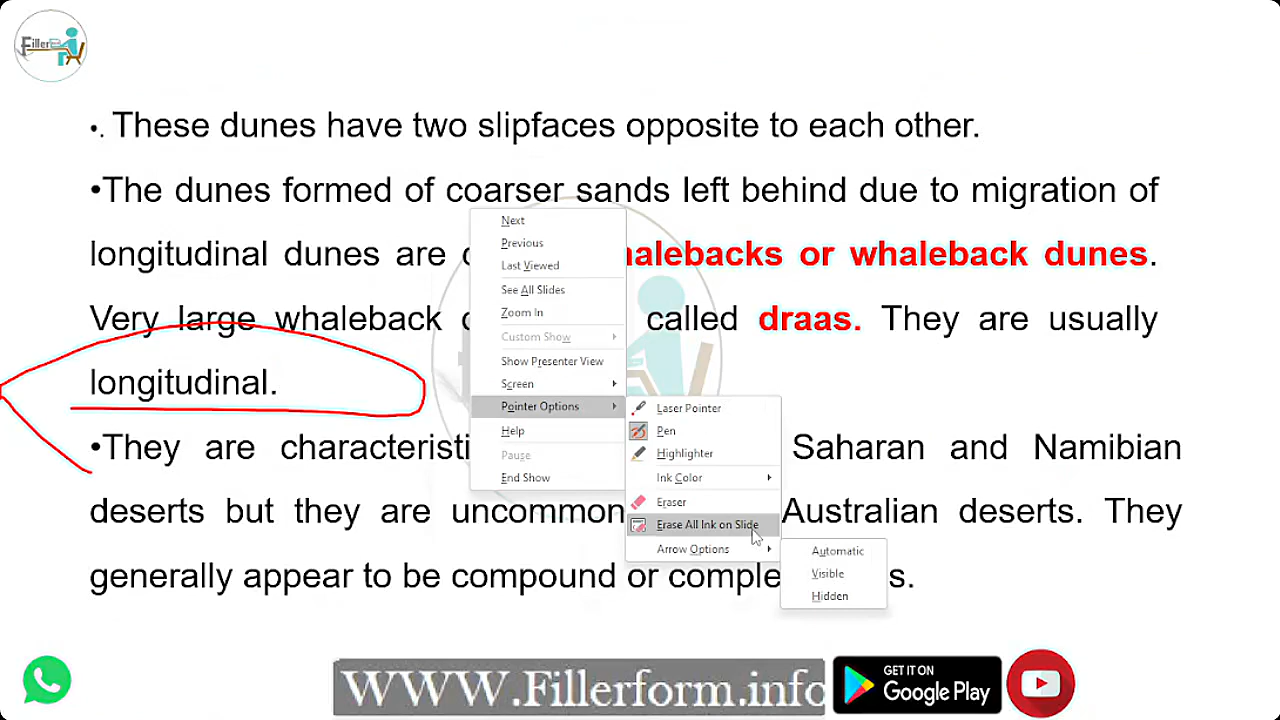 Filler
•. These dunes have two slipfaces opposite to each other.
•The dunes formed of coarser sands left behind due to migration of
longitudinal dunes are halebacks or whaleback dunes.
Very large whaleback called draas. They are usually
longitudinal.
•They are characteristi Saharan and Namibian
deserts but they are uncommon Australian deserts. They
generally appear to be compound or comple s.
Next
Previous
Last Viewed
See All Slides
Zoom In
Custom Show
Show Presenter View
Screen
Pointer Options
Help
Pause
End Show
Laser Pointer
Pen
Highlighter
Ink Color
Eraser
Erase All Ink on Slide
Arrow Options
Automatic
Visible
Hidden
WWW.Fillerform.info
GET IT ON
Google Play